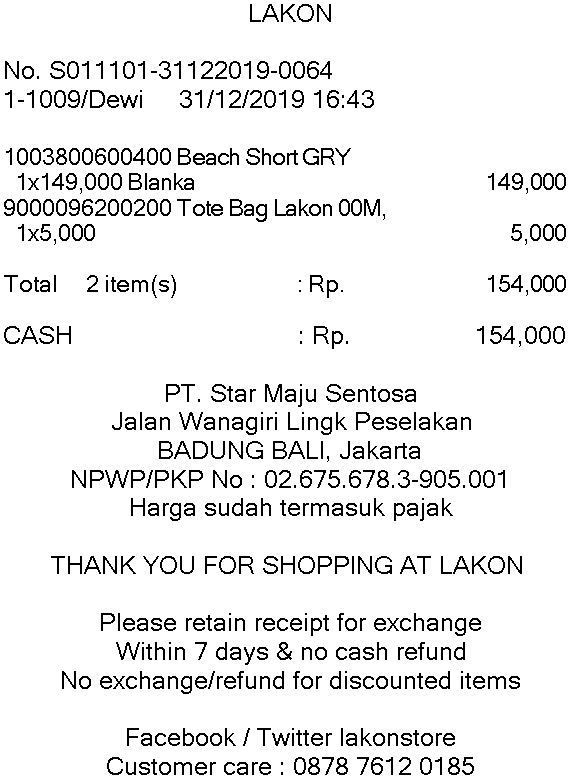 LAKON
No. S011101-31122019-0064
1-1009/Dewi 31/12/2019 16:43
1003800600400 Beach Short GRY
1x149,000 Blanka 149,000
9000096200200 Tote Bag Lakon 00M,
1x5,000 5,000
Total 2 item(s) : Rp. 154,000
CASH : Rp. 154,000
PT. Star Maju Sentosa
Jalan Wanagiri Lingk Peselakan
BADUNG BALI, Jakarta
NPWP/PKP No : 02.675.678.3-905.001
Harga sudah termasuk pajak
THANK YOU FOR SHOPPING AT LAKON
Please retain receipt for exchange
Within 7 days & no cash refund
No exchange/refund for discounted items
Facebook / Twitter lakonstore
Customer care : 0878 7612 0185